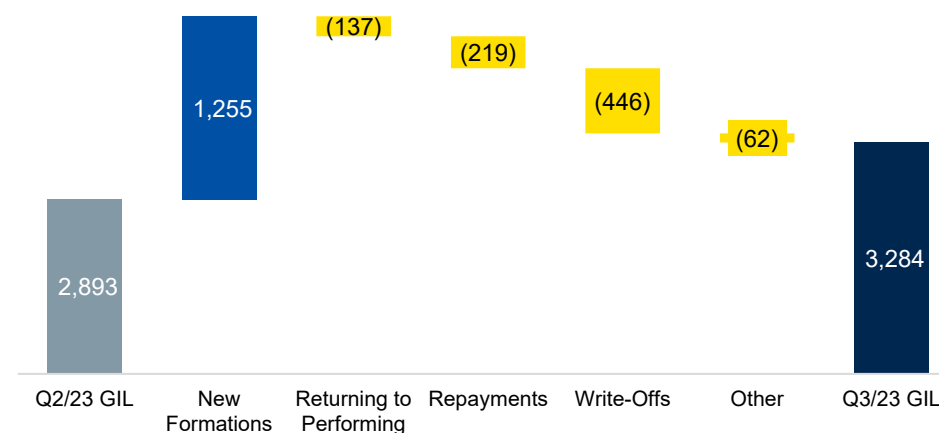 (137)
(219)
1,255
(446)
(62)
3,284
2,893
Q2/23 GIL
New
Formations
Returning to
Performing
Repayments
Write-Offs
Other
Q3/23 GIL